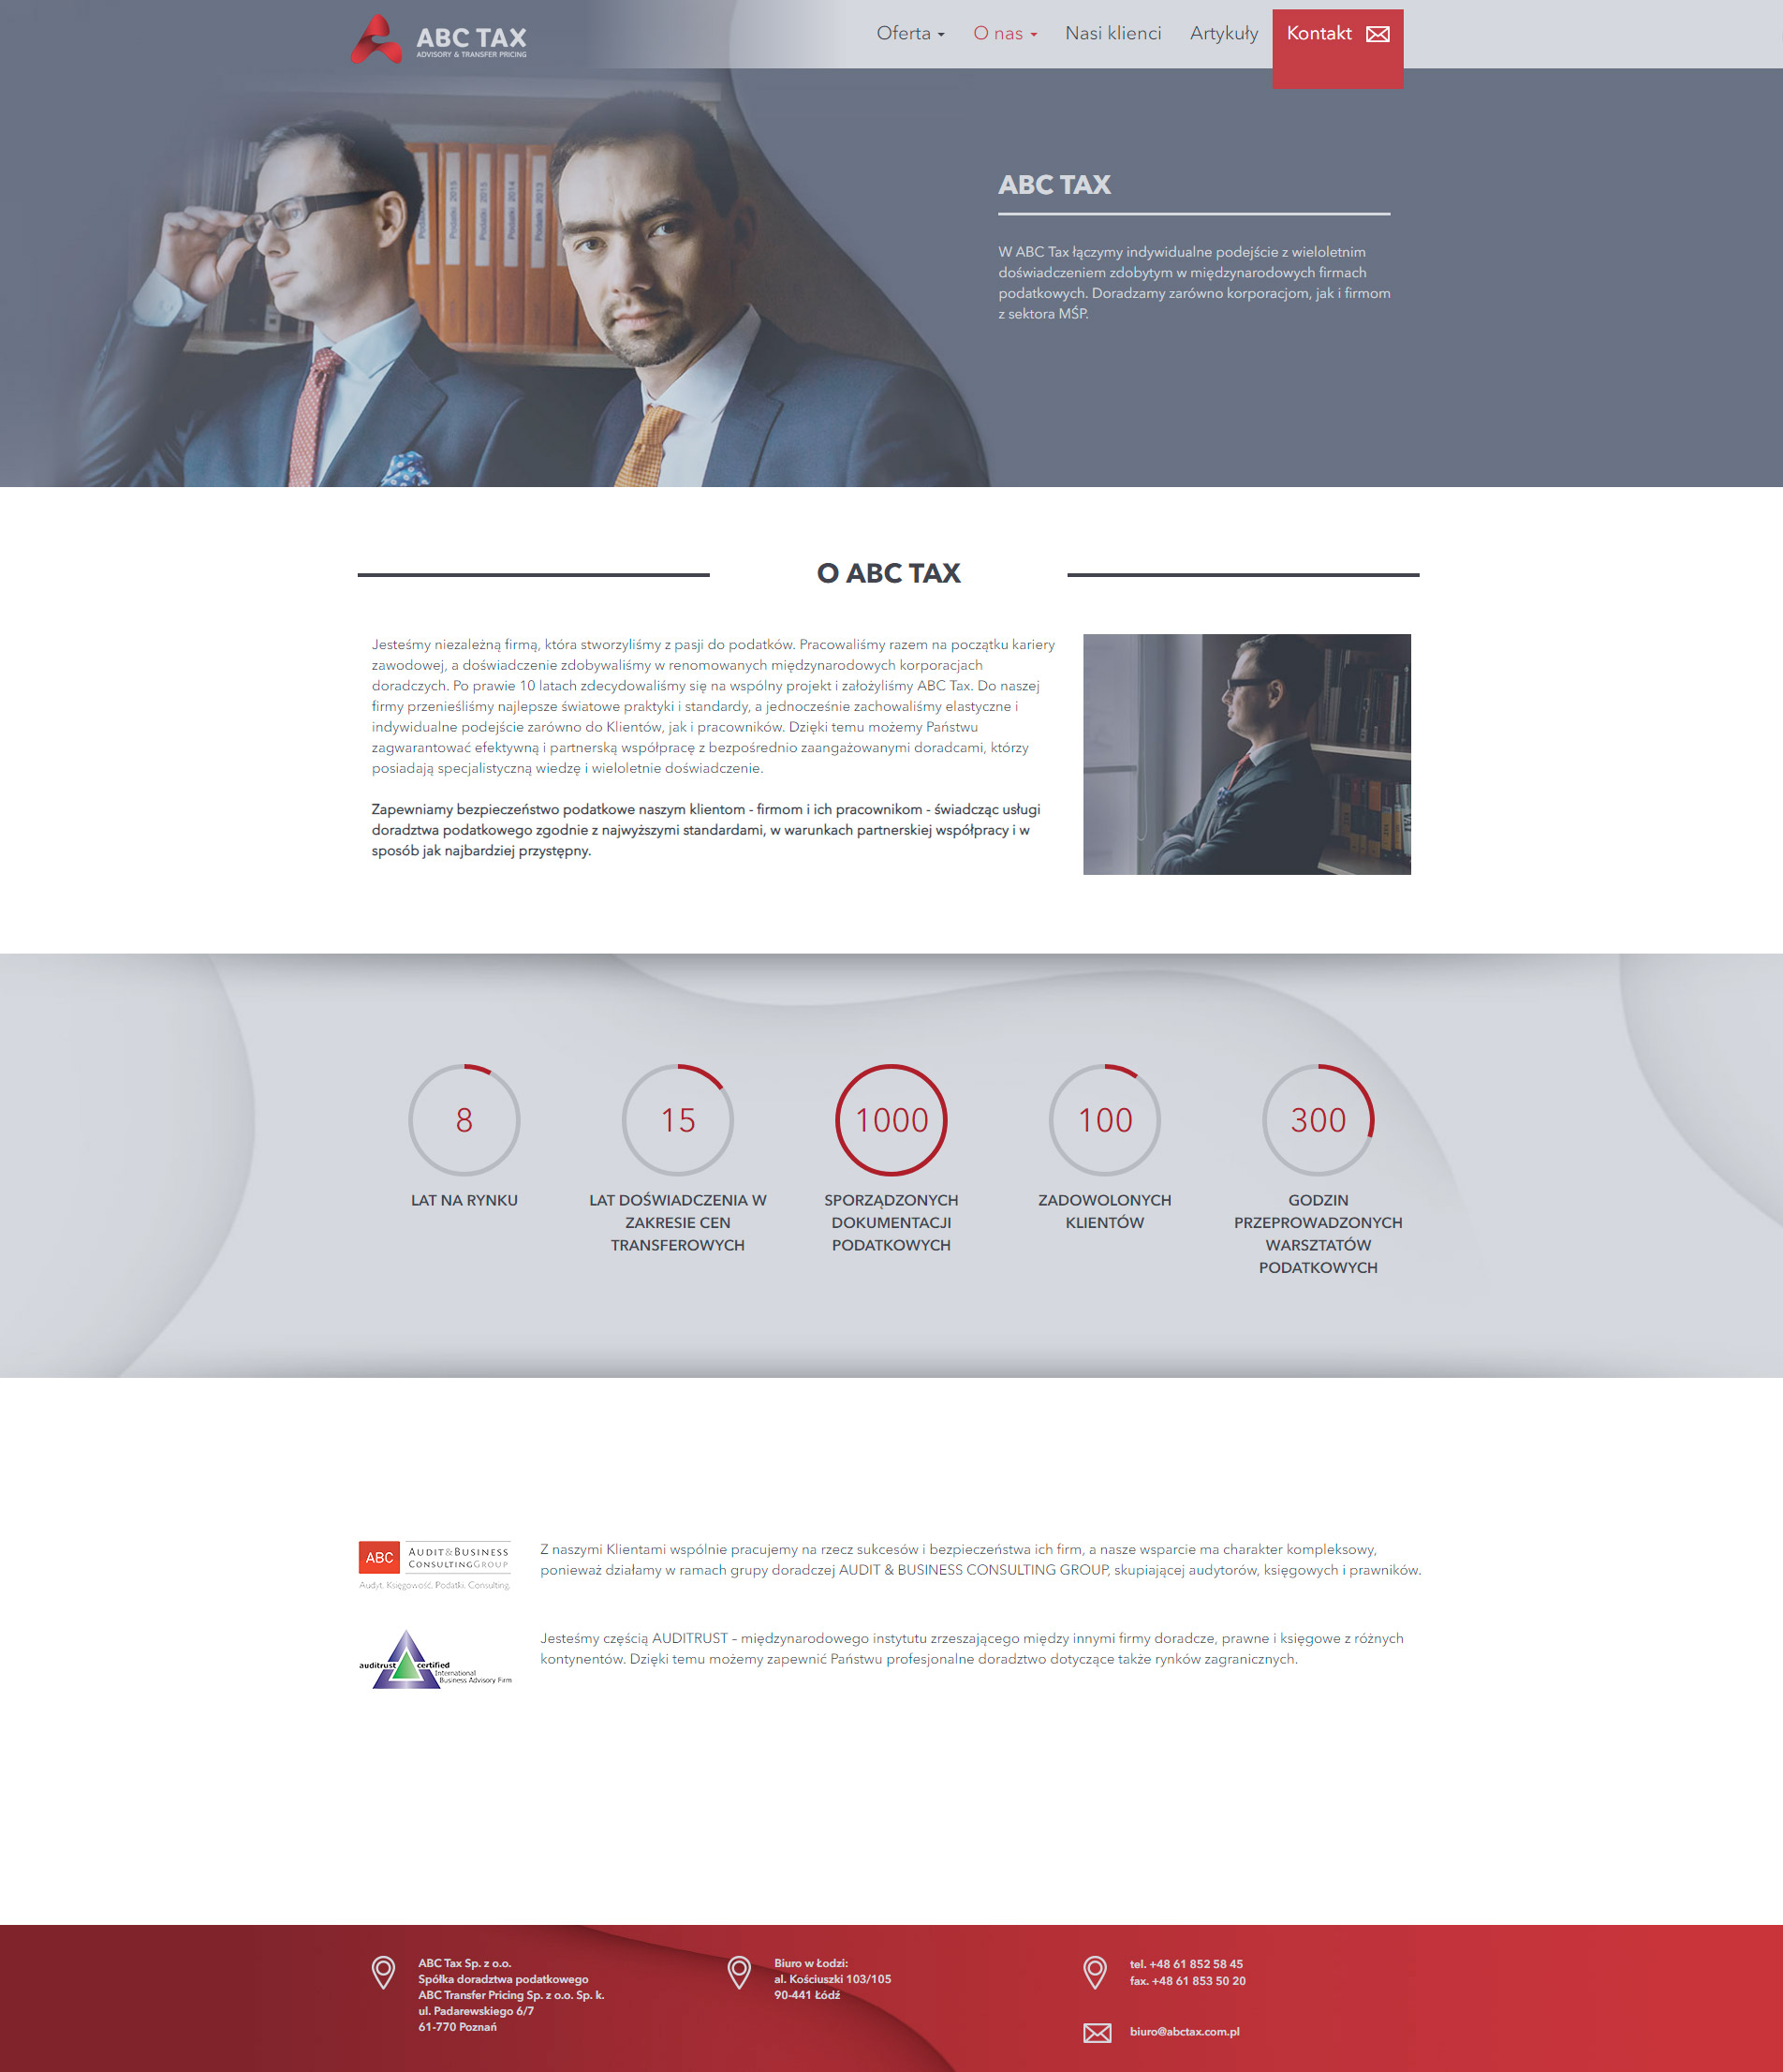 ABC TAX
ADVISORY & TRANSFER PRICING
Oferta
O nas
Nasi klienci
Artykuły
Kontakt
Podatki 2015
Podatki 2015
Podatki 2014
Podatki 2013
ABC TAX
W ABC Tax łączymy indywidualne podejście z wieloletnim
doświadczeniem zdobytym w międzynarodowych firmach
podatkowych. Doradzamy zarówno korporacjom, jak i firmom
z sektora MŚP.
O ABC TAX
Jesteśmy niezależną firmą, która stworzyliśmy z pasji do podatków. Pracowaliśmy razem na początku kariery
zawodowej, a doświadczenie zdobywaliśmy w renomowanych międzynarodowych korporacjach
doradczych. Po prawie 10 latach zdecydowaliśmy się na wspólny projekt i założyliśmy ABC Tax. Do naszej
firmy przenieśliśmy najlepsze światowe praktyki i standardy, a jednocześnie zachowaliśmy elastyczne i
indywidualne podejście zarówno do Klientów, jak i pracowników. Dzięki temu możemy Państwu
zagwarantować efektywną i partnerską współpracę z bezpośrednio zaangażowanymi doradcami, którzy
posiadają specjalistyczną wiedzę i wieloletnie doświadczenie.
Zapewniamy bezpieczeństwo podatkowe naszym klientom - firmom i ich pracownikom - świadcząc usługi
doradztwa podatkowego zgodnie z najwyższymi standardami, w warunkach partnerskiej współpracy i w
sposób jak najbardziej przystępny.
8
LAT NA RYNKU
15
LAT DOŚWIADCZENIA W
ZAKRESIE CEN
TRANSFEROWYCH
1000
SPORZĄDZONYCH
DOKUMENTACJI
PODATKOWYCH
100
ZADOWOLONYCH
KLIENTÓW
300
GODZIN
PRZEPROWADZONYCH
WARSZTATÓW
PODATKOWYCH
ABC
AUDIT&BUSINESS
CONSULTINGGROUP
Audyt. Księgowość. Podatki. Consulting.
Z naszymi Klientami wspólnie pracujemy na rzecz sukcesów i bezpieczeństwa ich firm, a nasze wsparcie ma charakter kompleksowy,
ponieważ działamy w ramach grupy doradczej AUDIT & BUSINESS CONSULTING GROUP, skupiającej audytorów, księgowych i prawników.
auditrust certified
International
Business Advisory Firm
Jesteśmy częścią AUDITRUST – międzynarodowego instytutu zrzeszającego między innymi firmy doradcze, prawne i księgowe z różnych
kontynentów. Dzięki temu możemy zapewnić Państwu profesjonalne doradztwo dotyczące także rynków zagranicznych.
ABC Tax Sp. z o.o.
Spółka doradztwa podatkowego
ABC Transfer Pricing Sp. z o.o. Sp. k.
ul. Padarewskiego 6/7
61-770 Poznań
Biuro w Łodzi:
al. Kościuszki 103/105
90-441 Łódź
tel. +48 61 852 58 45
fax. +48 61 853 50 20
biuro@abctax.com.pl